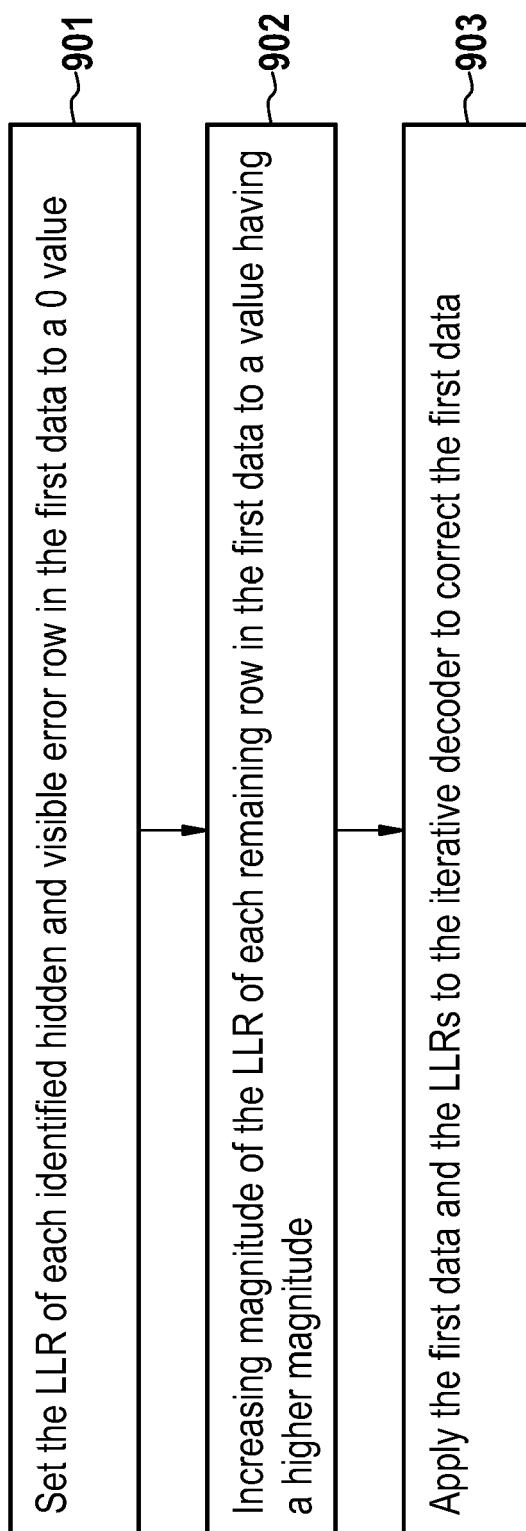 Set the LLR of each identified hidden and visible error row in the first data to a 0 value
901
Increasing magnitude of the LLR of each remaining row in the first data to a value having
a higher magnitude
902
Apply the first data and the LLRs to the iterative decoder to correct the first data
903